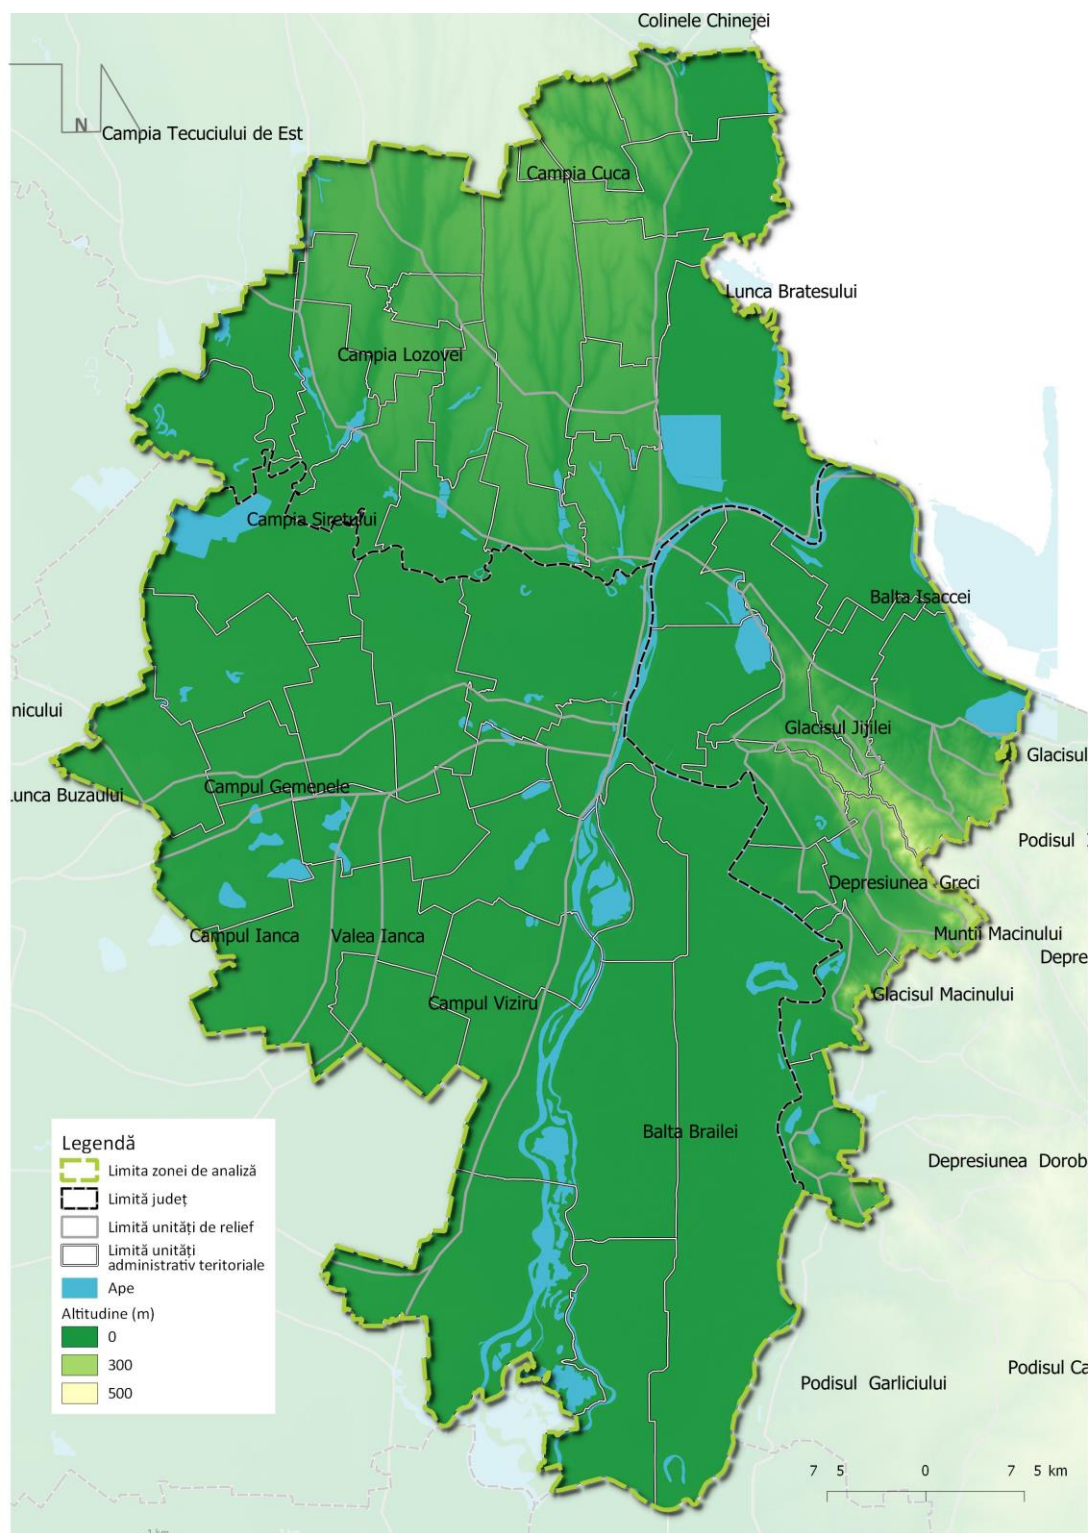 Colinele Chinejei
N
Campia Tecuciului de Est
Campia Cuca
Lunca Bratesului
Campia Lozovei
Campia Siretului
Balta Isaccei
nicului
Glacisul Jijilei
Glacisul
Campul Gemenele
unca Buzaului
Podisul
Depresiunea Greci
Campul Ianca
Valea Ianca
Muntii Macinului
Depre
Campul Viziru
Glacisul Macinului
Balta Brailei
Depresiunea Dorob
Legendă
Limita zonei de analiză
Limită județ
Limită unități de relief
Limită unități
administrativ teritoriale
Ape
Altitudine (m)
0
300
500
Podisul Garliciului
Podisul Ca
7 5 0 7 5 km